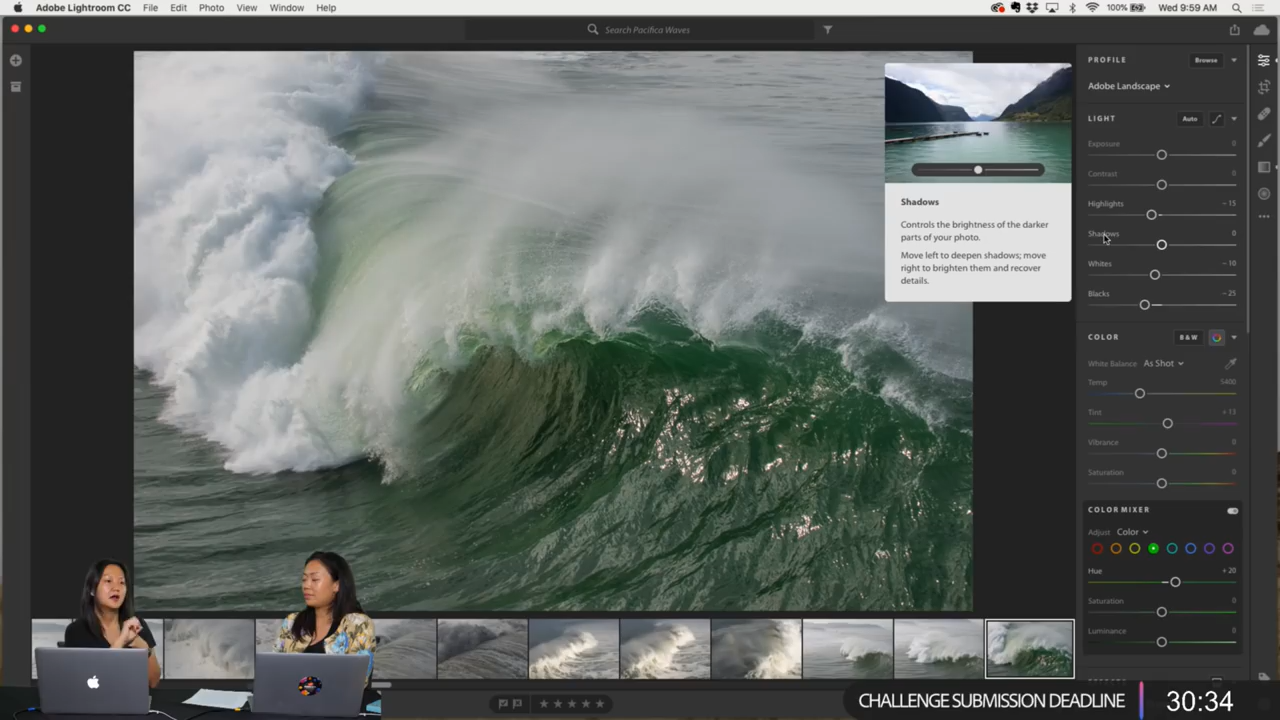 Adobe Lightroom CC File Edit Photo View Window Help
100% Wed 9:59 AM
Search Pacifica Waves
PROFILE Browse
Adobe Landscape
LIGHT Auto
Exposure 0
Contrast 0
Highlights - 15
Shadows 0
Whites - 10
Blacks - 25
Shadows
Controls the brightness of the darker
parts of your photo.
Move left to deepen shadows; move
right to brighten them and recover
details.
COLOR B&W
White Balance As Shot
Temp 5400
Tint + 13
Vibrance 0
Saturation 0
COLOR MIXER
Adjust Color
Hue + 20
Saturation 0
Luminance 0
CHALLENGE SUBMISSION DEADLINE 30:34